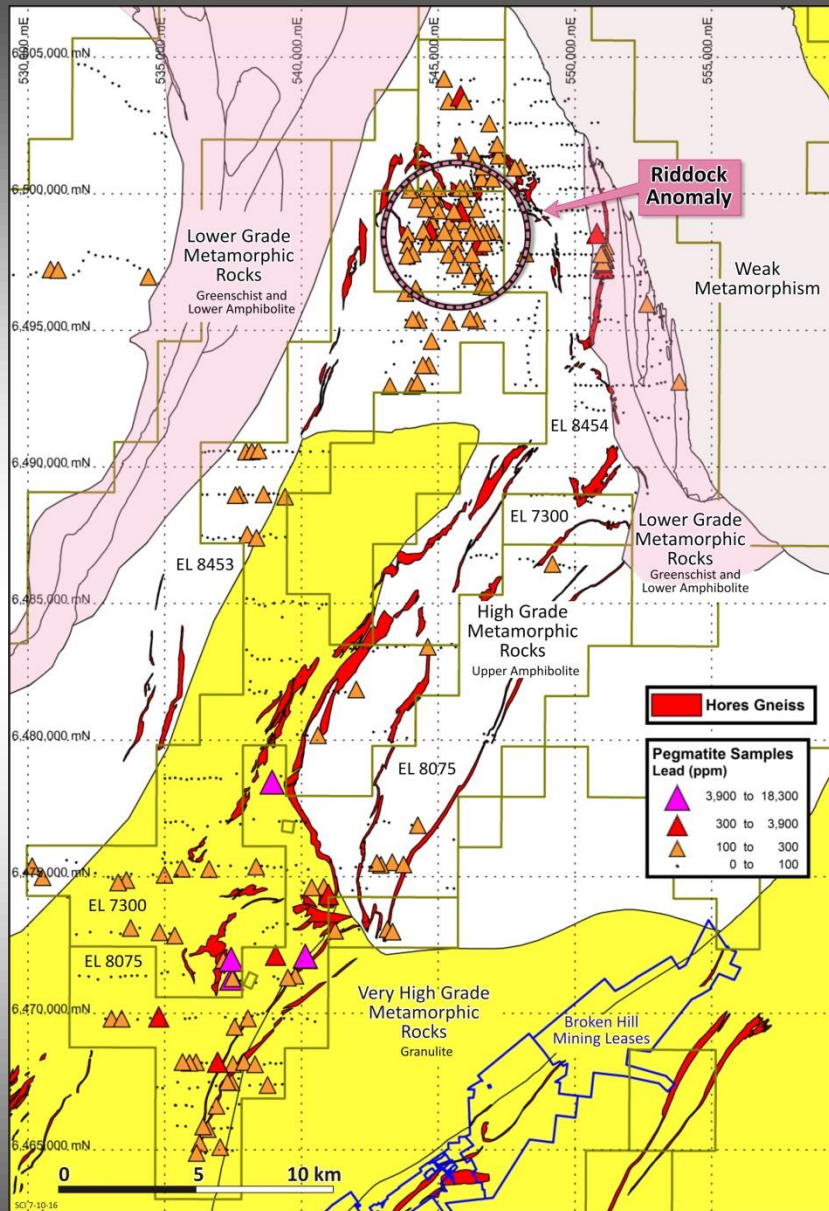 530,000 mE
535,000 mE
540,000 mE
545,000 mE
550,000 mE
555,000 mE
6,505,000 mN
6,500,000 mN
Riddock
Anomaly
Lower Grade
Metamorphic
Rocks
Greenschist and
Lower Amphibolite
Weak
Metamorphism
6,495,000 mN
EL 8454
6,490,000 mN
EL 7300
EL 8453
Lower Grade
Metamorphic
Rocks
Greenschist and
Lower Amphibolite
6,485,000 mN
High Grade
Metamorphic
Rocks
Upper Amphibolite
Hores Gneiss
6,480,000 mN
EL 8075
Pegmatite Samples
Lead (ppm)
3,900 to 18,300
300 to 3,900
100 to 300
0 to 100
6,475,000 mN
EL 7300
EL 8075
6,470,000 mN
Very High Grade
Metamorphic
Rocks
Granulite
Broken Hill
Mining Leases
6,465,000 mN
0 5 10 km
SCI 7-10-16